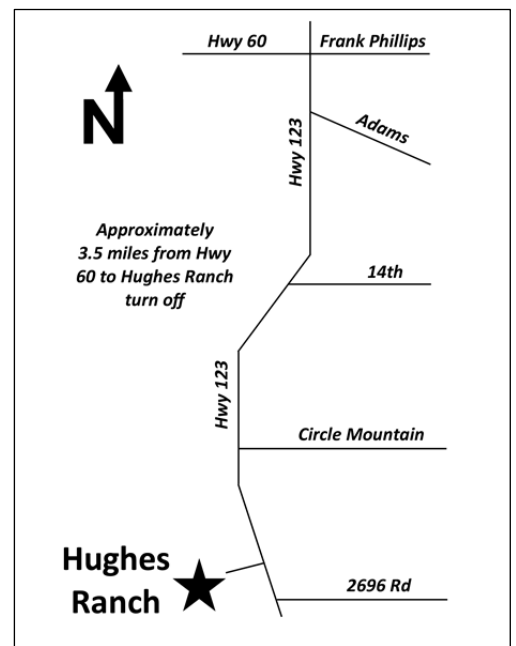 Hwy 60
Frank Phillips
N
Hwy 123
Adams
Approximately
3.5 miles from Hwy
60 to Hughes Ranch
turn off
14th
Hwy 123
Circle Mountain
Hughes
Ranch
2696 Rd